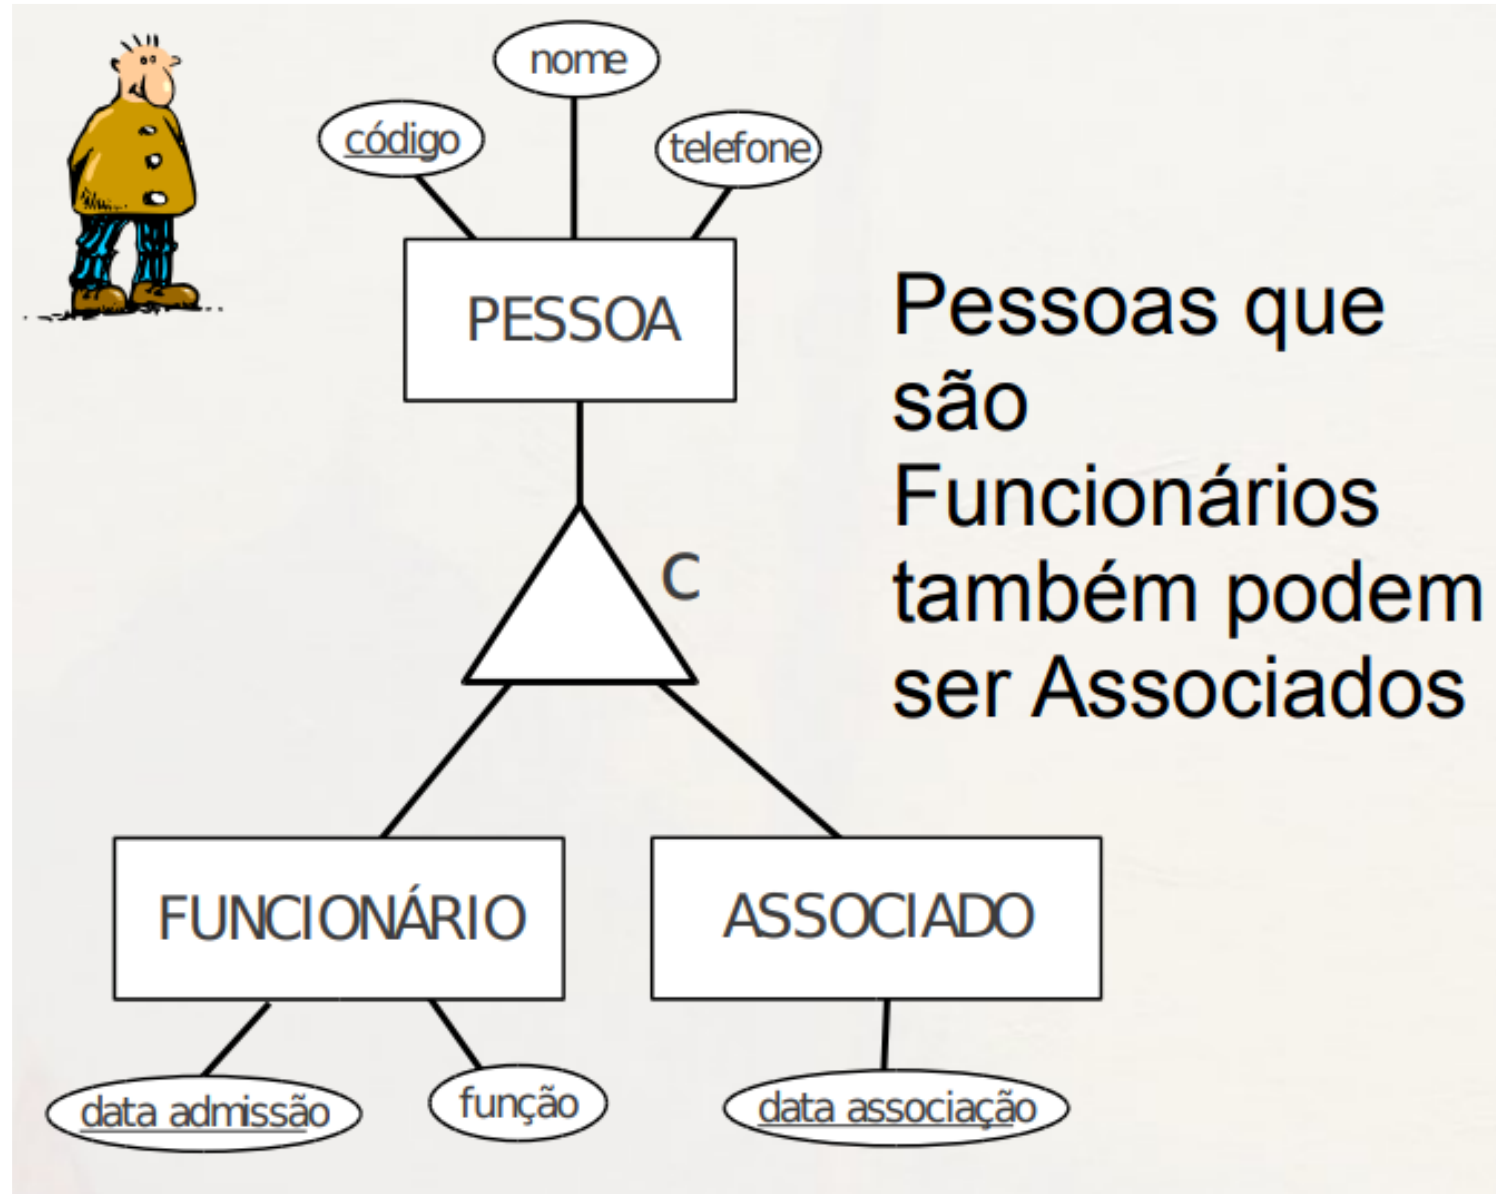 nome
código
telefone
PESSOA
Pessoas que
são
Funcionários
também podem
ser Associados
C
FUNCIONÁRIO
ASSOCIADO
data admissão
função
data associação